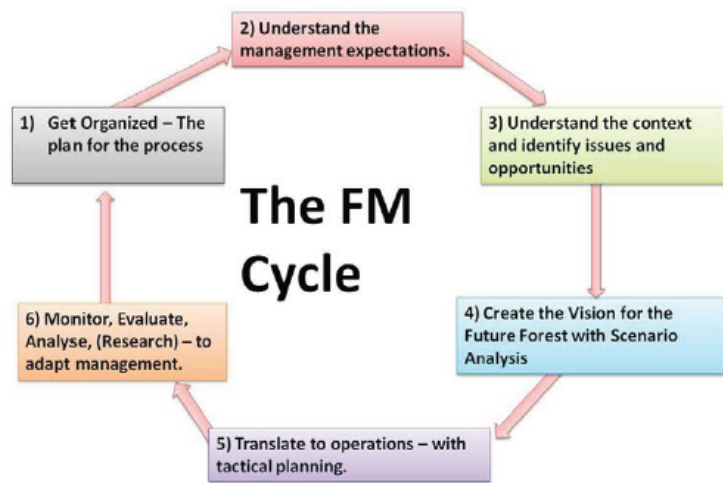 2) Understand the
management expectations.
1) Get Organized – The
plan for the process
3) Understand the context
and identify issues and
opportunities
The FM
Cycle
6) Monitor, Evaluate,
Analyse, (Research) – to
adapt management.
4) Create the Vision for the
Future Forest with Scenario
Analysis
5) Translate to operations – with
tactical planning.